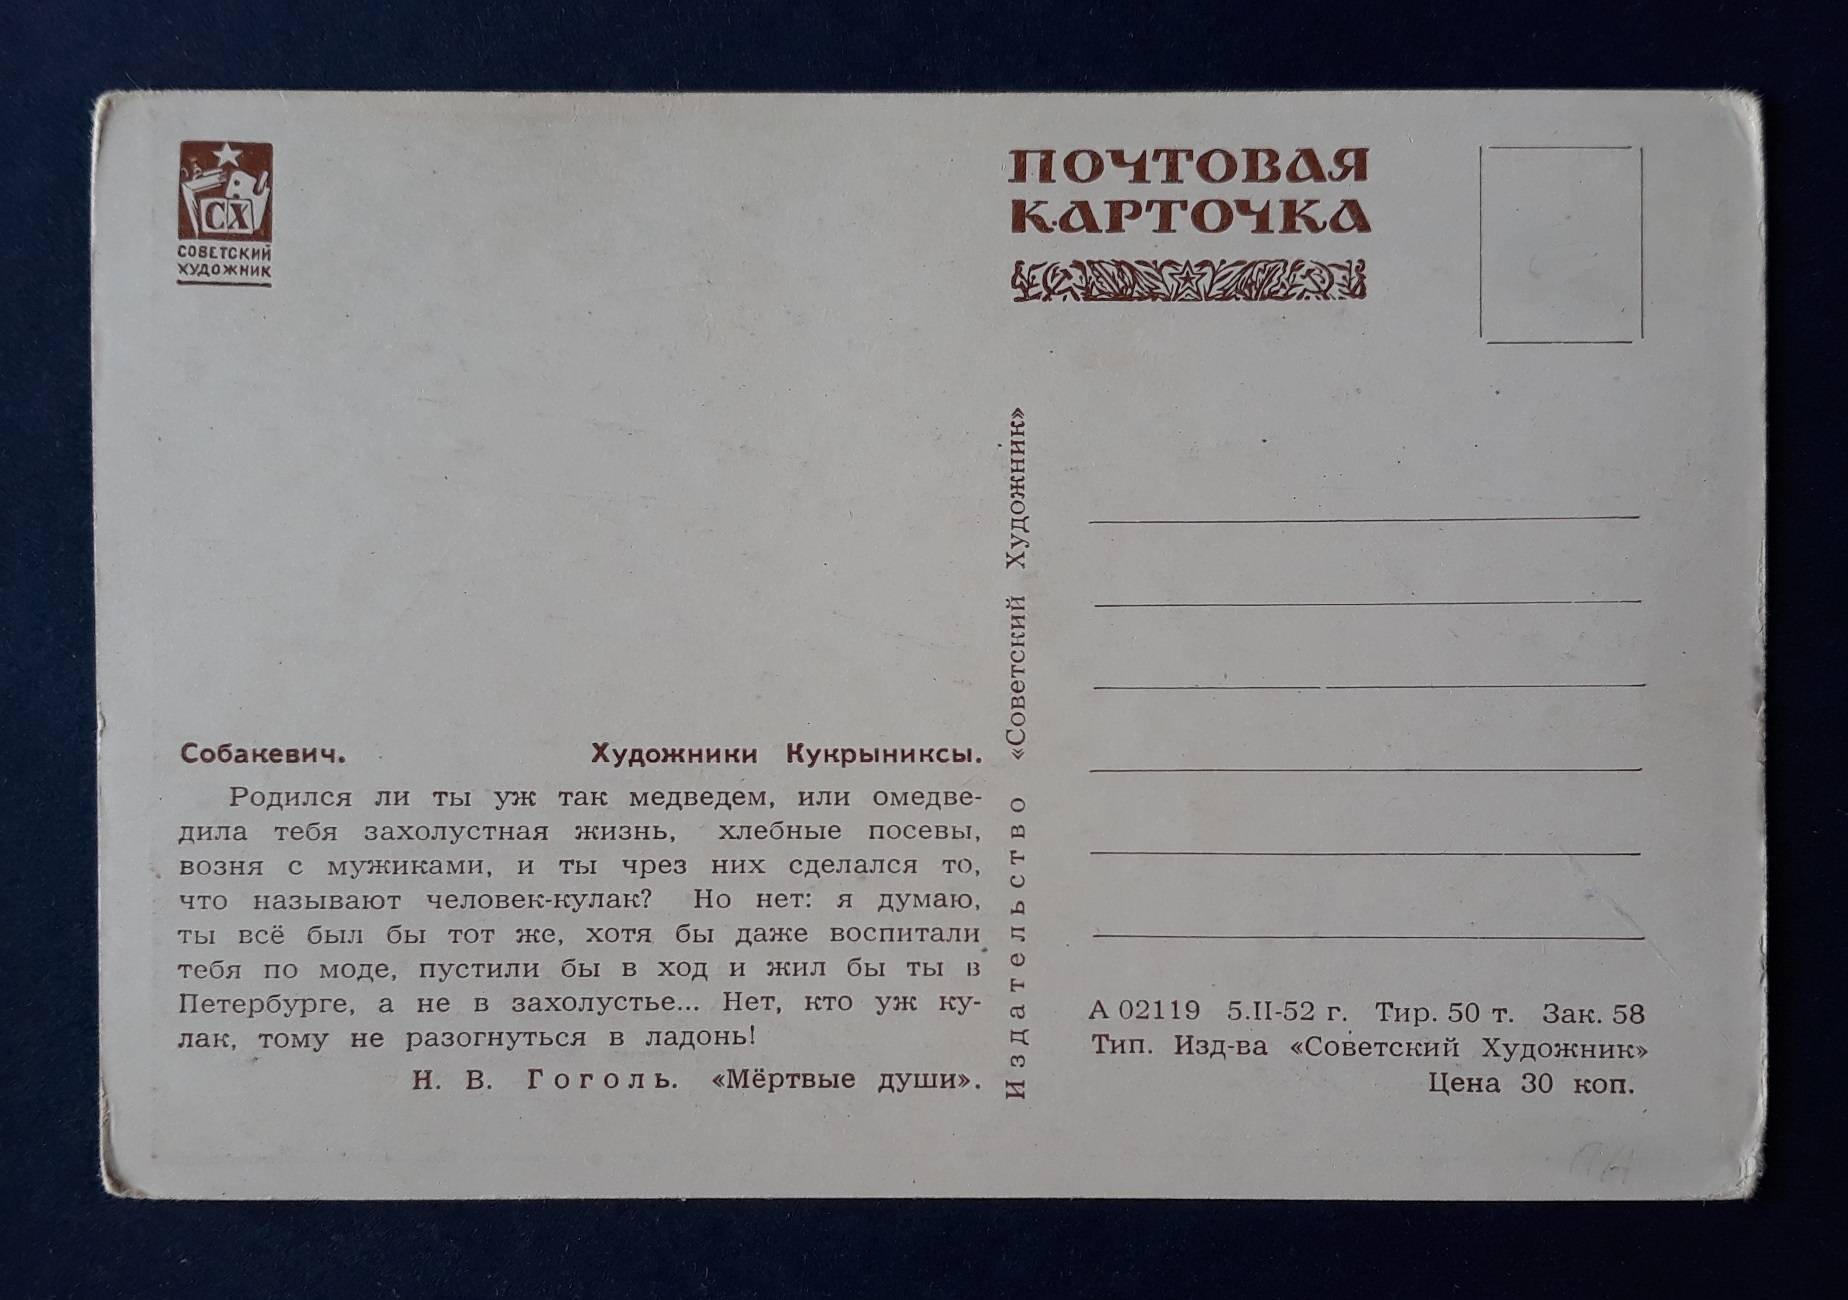 СХ
СОВЕТСКИЙ
ХУДОЖНИК
ПОЧТОВАЯ
КАРТОЧКА
Собакевич. Художники Кукрыниксы.
Родился ли ты уж так медведем, или омедве-
дила тебя захолустная жизнь, хлебные посевы,
возня с мужиками, и ты чрез них сделался то,
что называют человек-кулак? Но нет: я думаю,
ты всё был бы тот же, хотя бы даже воспитали
тебя по моде, пустили бы в ход и жил бы ты в
Петербурге, а не в захолустье... Нет, кто уж ку-
лак, тому не разогнуться в ладонь!
Н. В. Гоголь. «Мёртвые души».
Издательство «Советский Художник»
А 02119 5.II-52 г. Тир. 50 т. Зак. 58
Тип. Изд-ва «Советский Художник»
Цена 30 коп.